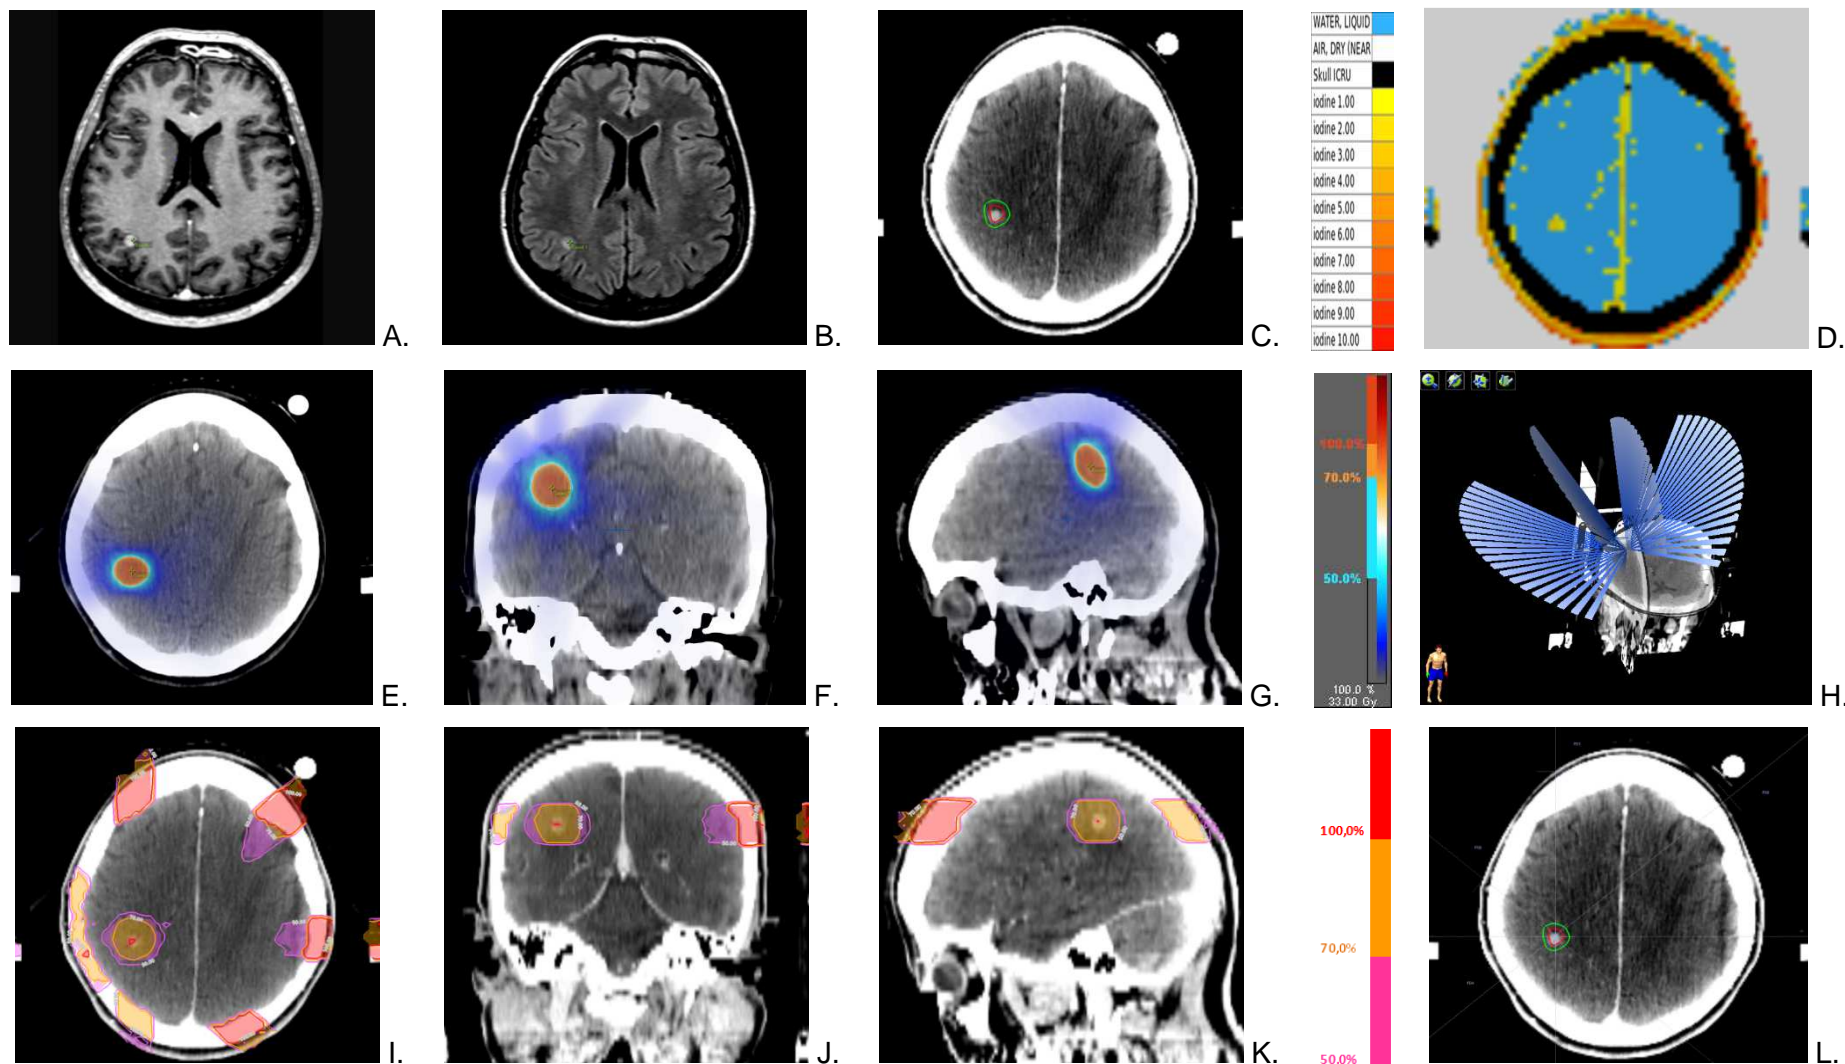 A.
B.
C.
WATER, LIQUID
AIR, DRY (NEAR
Skull ICRU
iodine 1.00
iodine 2.00
iodine 3.00
iodine 4.00
iodine 5.00
iodine 6.00
iodine 7.00
iodine 8.00
iodine 9.00
iodine 10.00
D.
E.
F.
G.
100.0%
70.0%
50.0%
100.0 %
33.00 Gy
H.
I.
J.
K.
100,0%
70,0%
50,0%
L.